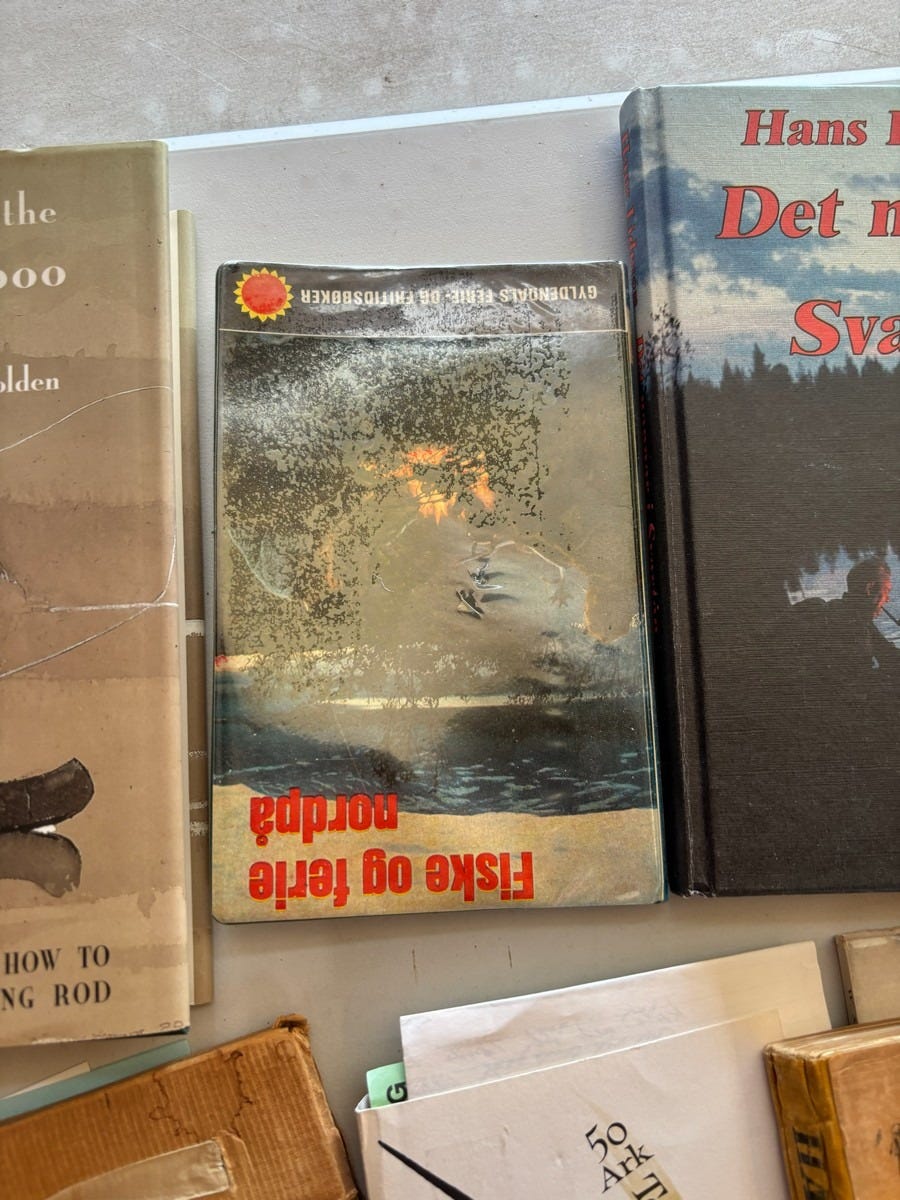 the
boo
olden
HOW TO
NG ROD
Fiske og ferie
nordpå
GYLDENDALS FERIE- OG FRITIDSBØKER
Hans
Det
Sva
G
50
Ark
T